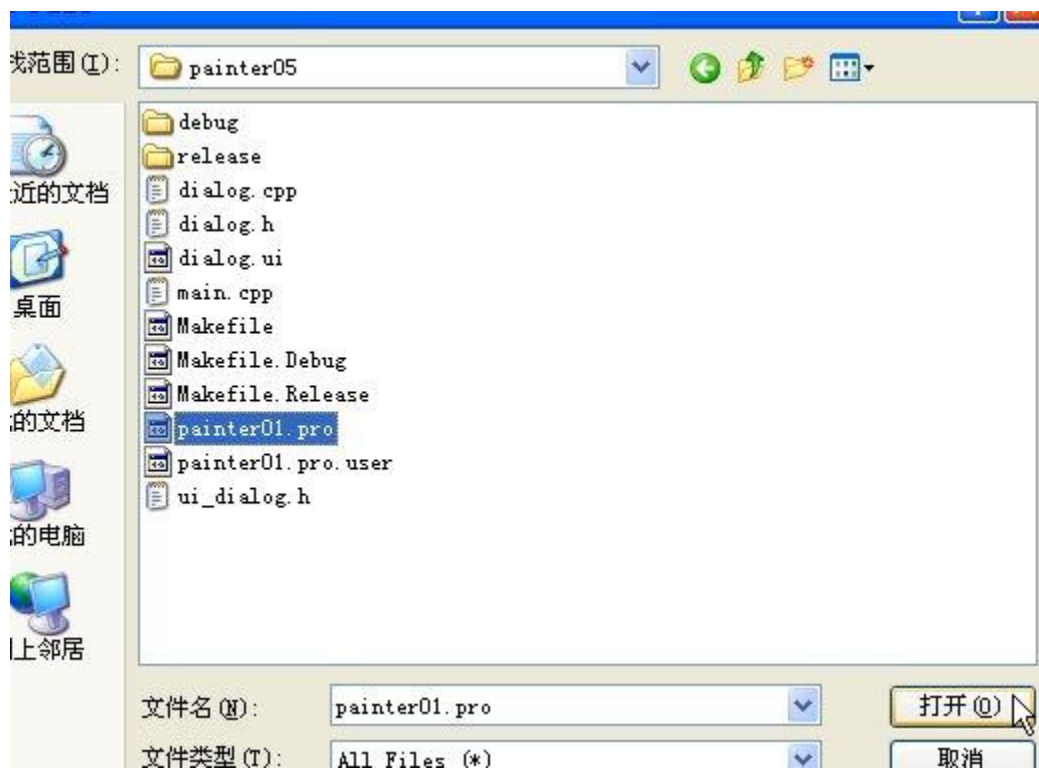 找范围(I):
painter05
debug
release
dialog.cpp
dialog.h
dialog.ui
main.cpp
Makefile
Makefile.Debug
Makefile.Release
painter01.pro
painter01.pro.user
ui_dialog.h
近的文档
桌面
的文档
的电脑
上邻居
文件名(N):
painter01.pro
打开(O)
文件类型(T):
All Files (*)
取消